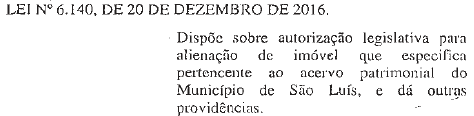 LEI Nº 6.140, DE 20 DE DEZEMBRO DE 2016.
Dispõe sobre autorização legislativa para
alienação de imóvel que especifica
pertencente ao acervo patrimonial do
Município de São Luís, e dá outras
providências.